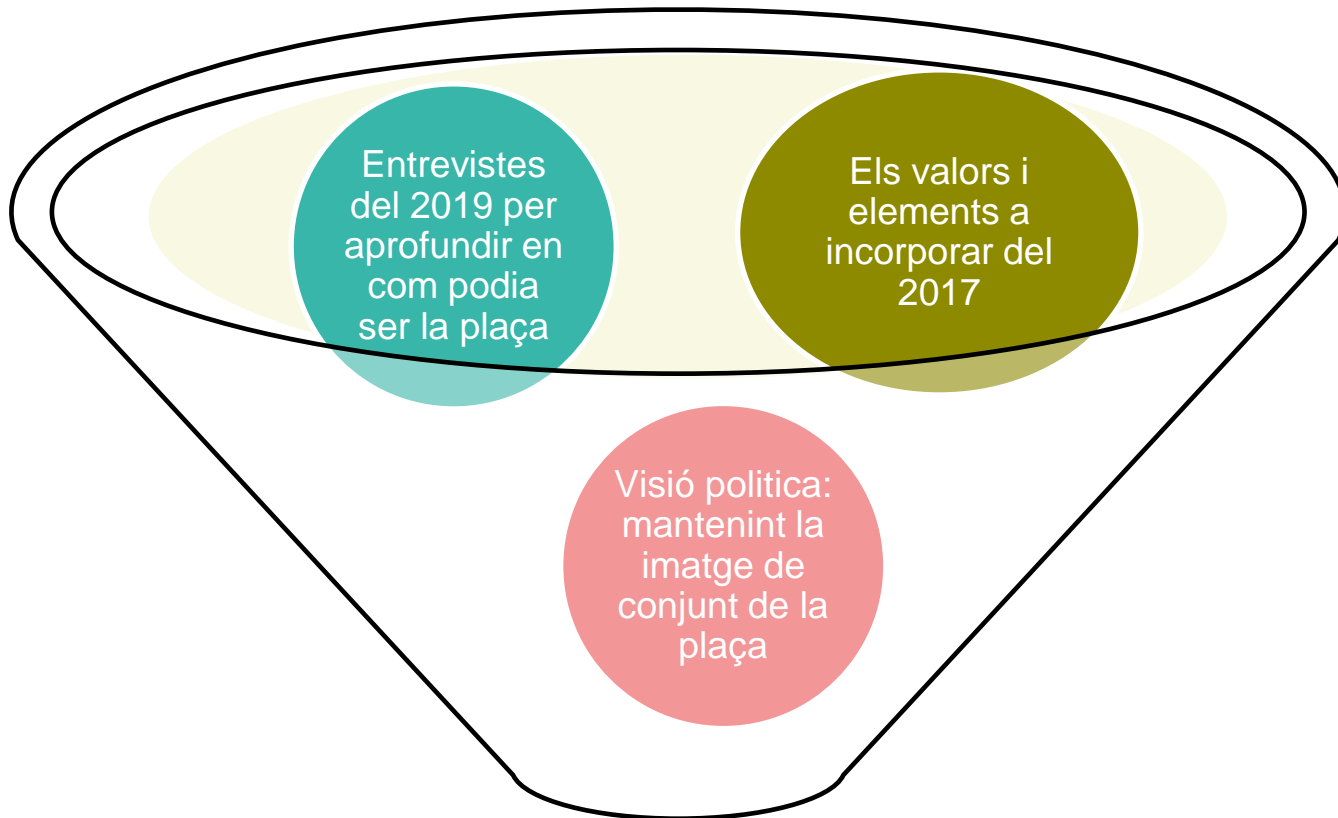 Entrevistes
del 2019 per
aprofundir en
com podia
ser la plaça
Els valors i
elements a
incorporar del
2017
Visió politica:
mantenint la
imatge de
conjunt de la
plaça